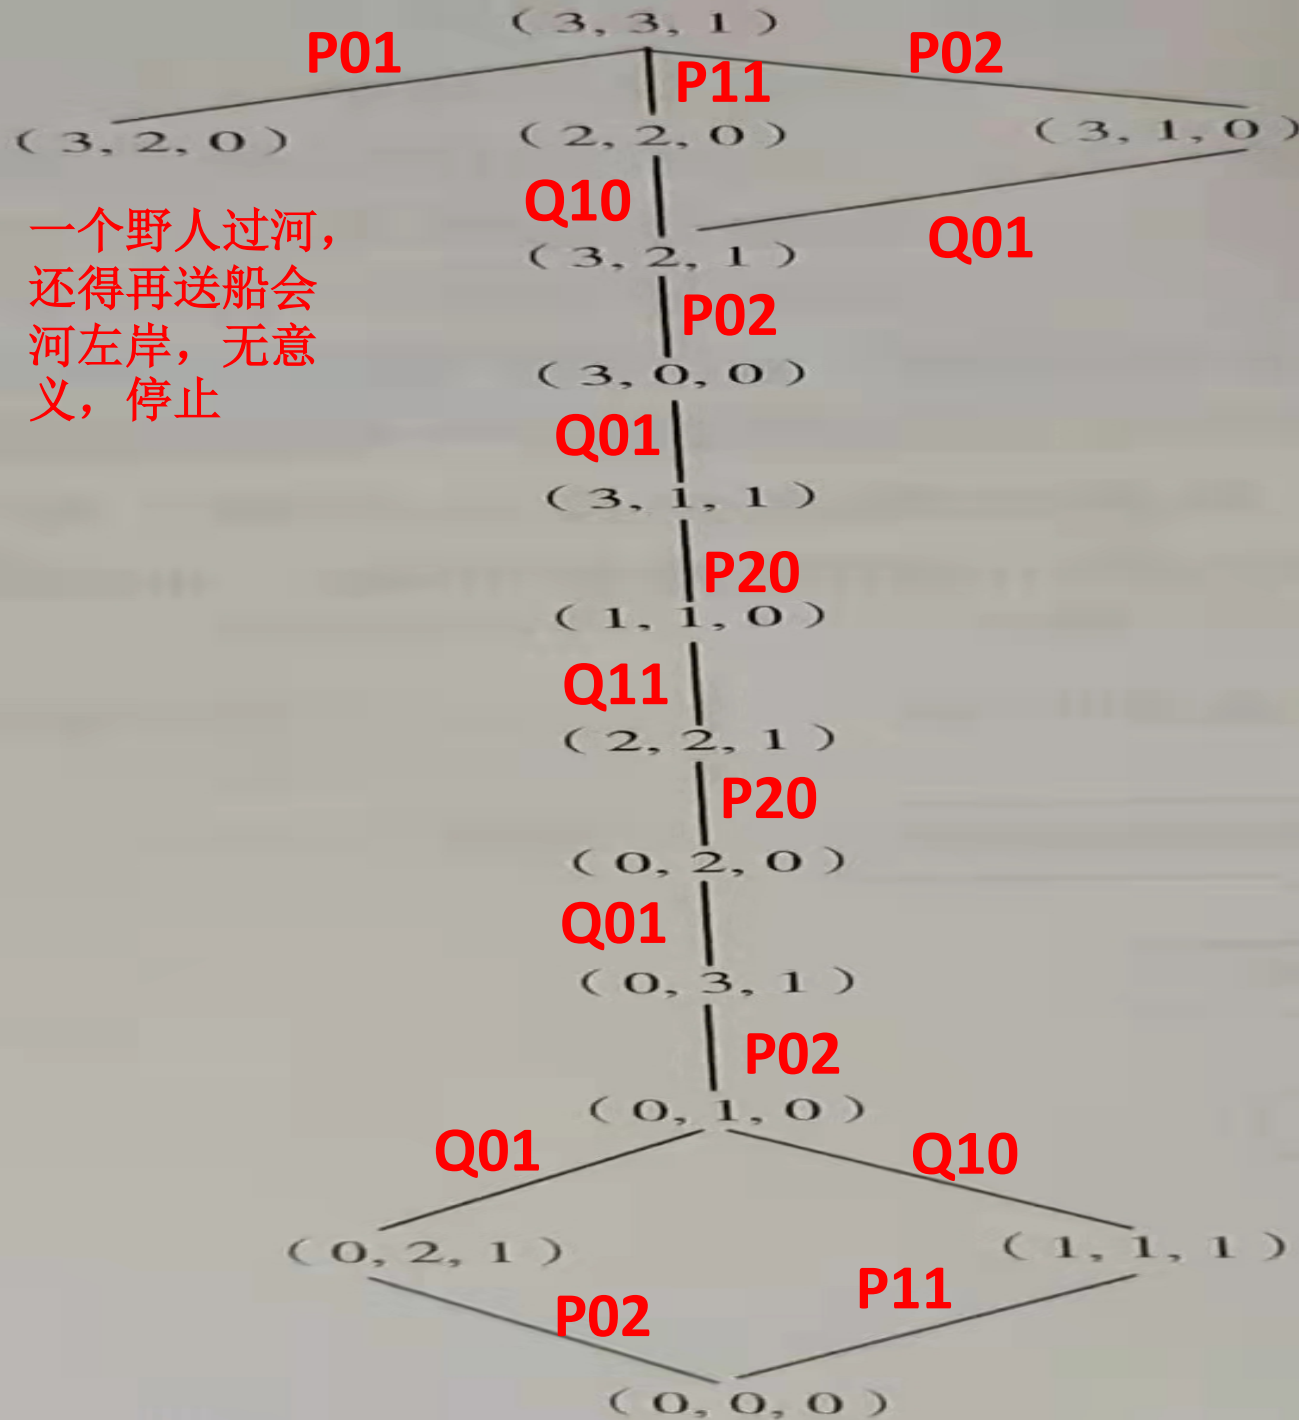 (3, 3, 1)
P01
P11
P02
(3, 2, 0)
(2, 2, 0)
(3, 1, 0)
一个野人过河，
还得再送船会
河左岸，无意
义，停止
Q10
Q01
(3, 2, 1)
P02
(3, 0, 0)
Q01
(3, 1, 1)
P20
(1, 1, 0)
Q11
(2, 2, 1)
P20
(0, 2, 0)
Q01
(0, 3, 1)
P02
(0, 1, 0)
Q01
Q10
(0, 2, 1)
(1, 1, 1)
P02
P11
(0, 0, 0)